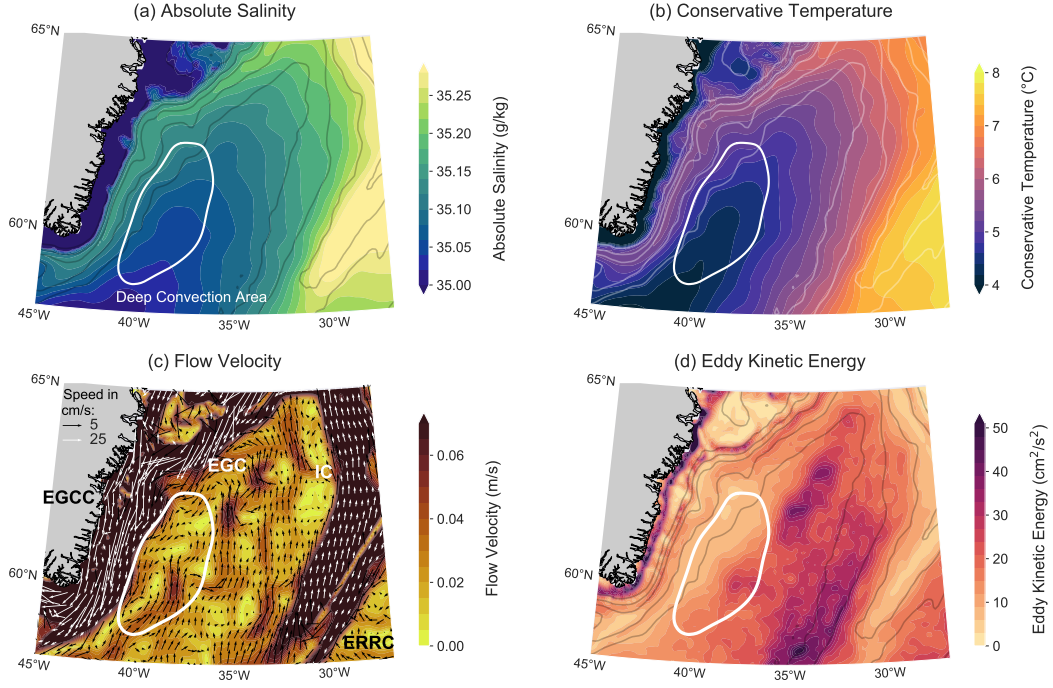 (a) Absolute Salinity
65°N
60°N
45°W
40°W
35°W
30°W
Deep Convection Area
35.25
35.20
35.15
35.10
35.05
35.00
Absolute Salinity (g/kg)
(b) Conservative Temperature
65°N
60°N
45°W
40°W
35°W
30°W
8
7
6
5
4
Conservative Temperature (°C)
(c) Flow Velocity
65°N
60°N
45°W
40°W
35°W
30°W
Speed in
cm/s:
5
25
EGC
IC
EGCC
ERRC
0.06
0.04
0.02
0.00
Flow Velocity (m/s)
(d) Eddy Kinetic Energy
65°N
60°N
45°W
40°W
35°W
30°W
50
40
30
20
10
0
Eddy Kinetic Energy (cm²/s²)